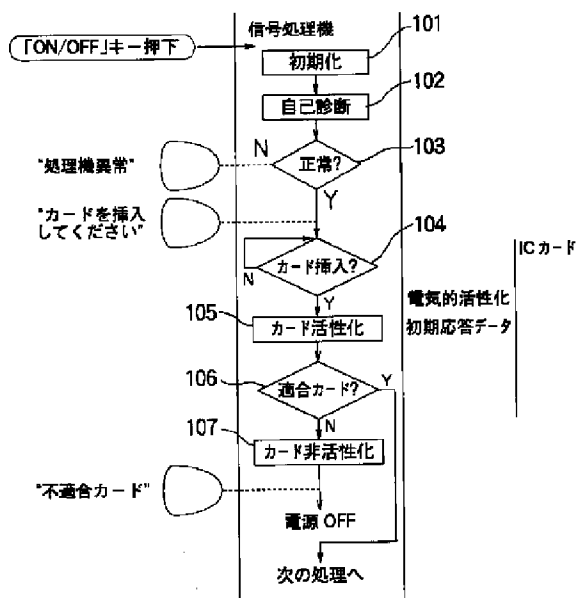 信号処理機
「ON/OFF」キー押下
初期化
101
自己診断
102
正常?
103
N
"処理機異常"
Y
"カードを挿入
してください"
104
カード挿入?
N
Y
ICカード
電気的活性化
初期応答データ
105
カード活性化
106
適合カード?
Y
N
107
カード非活性化
"不適合カード"
電源 OFF
次の処理へ